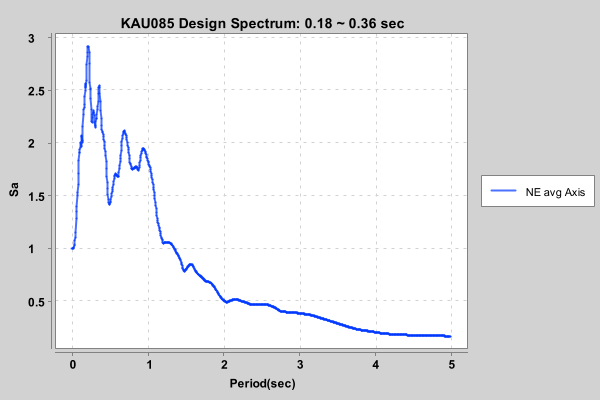 KAU085 Design Spectrum: 0.18 ~ 0.36 sec
3
2.5
2
1.5
1
0.5
Sa
0 1 2 3 4 5
Period(sec)
NE avg Axis